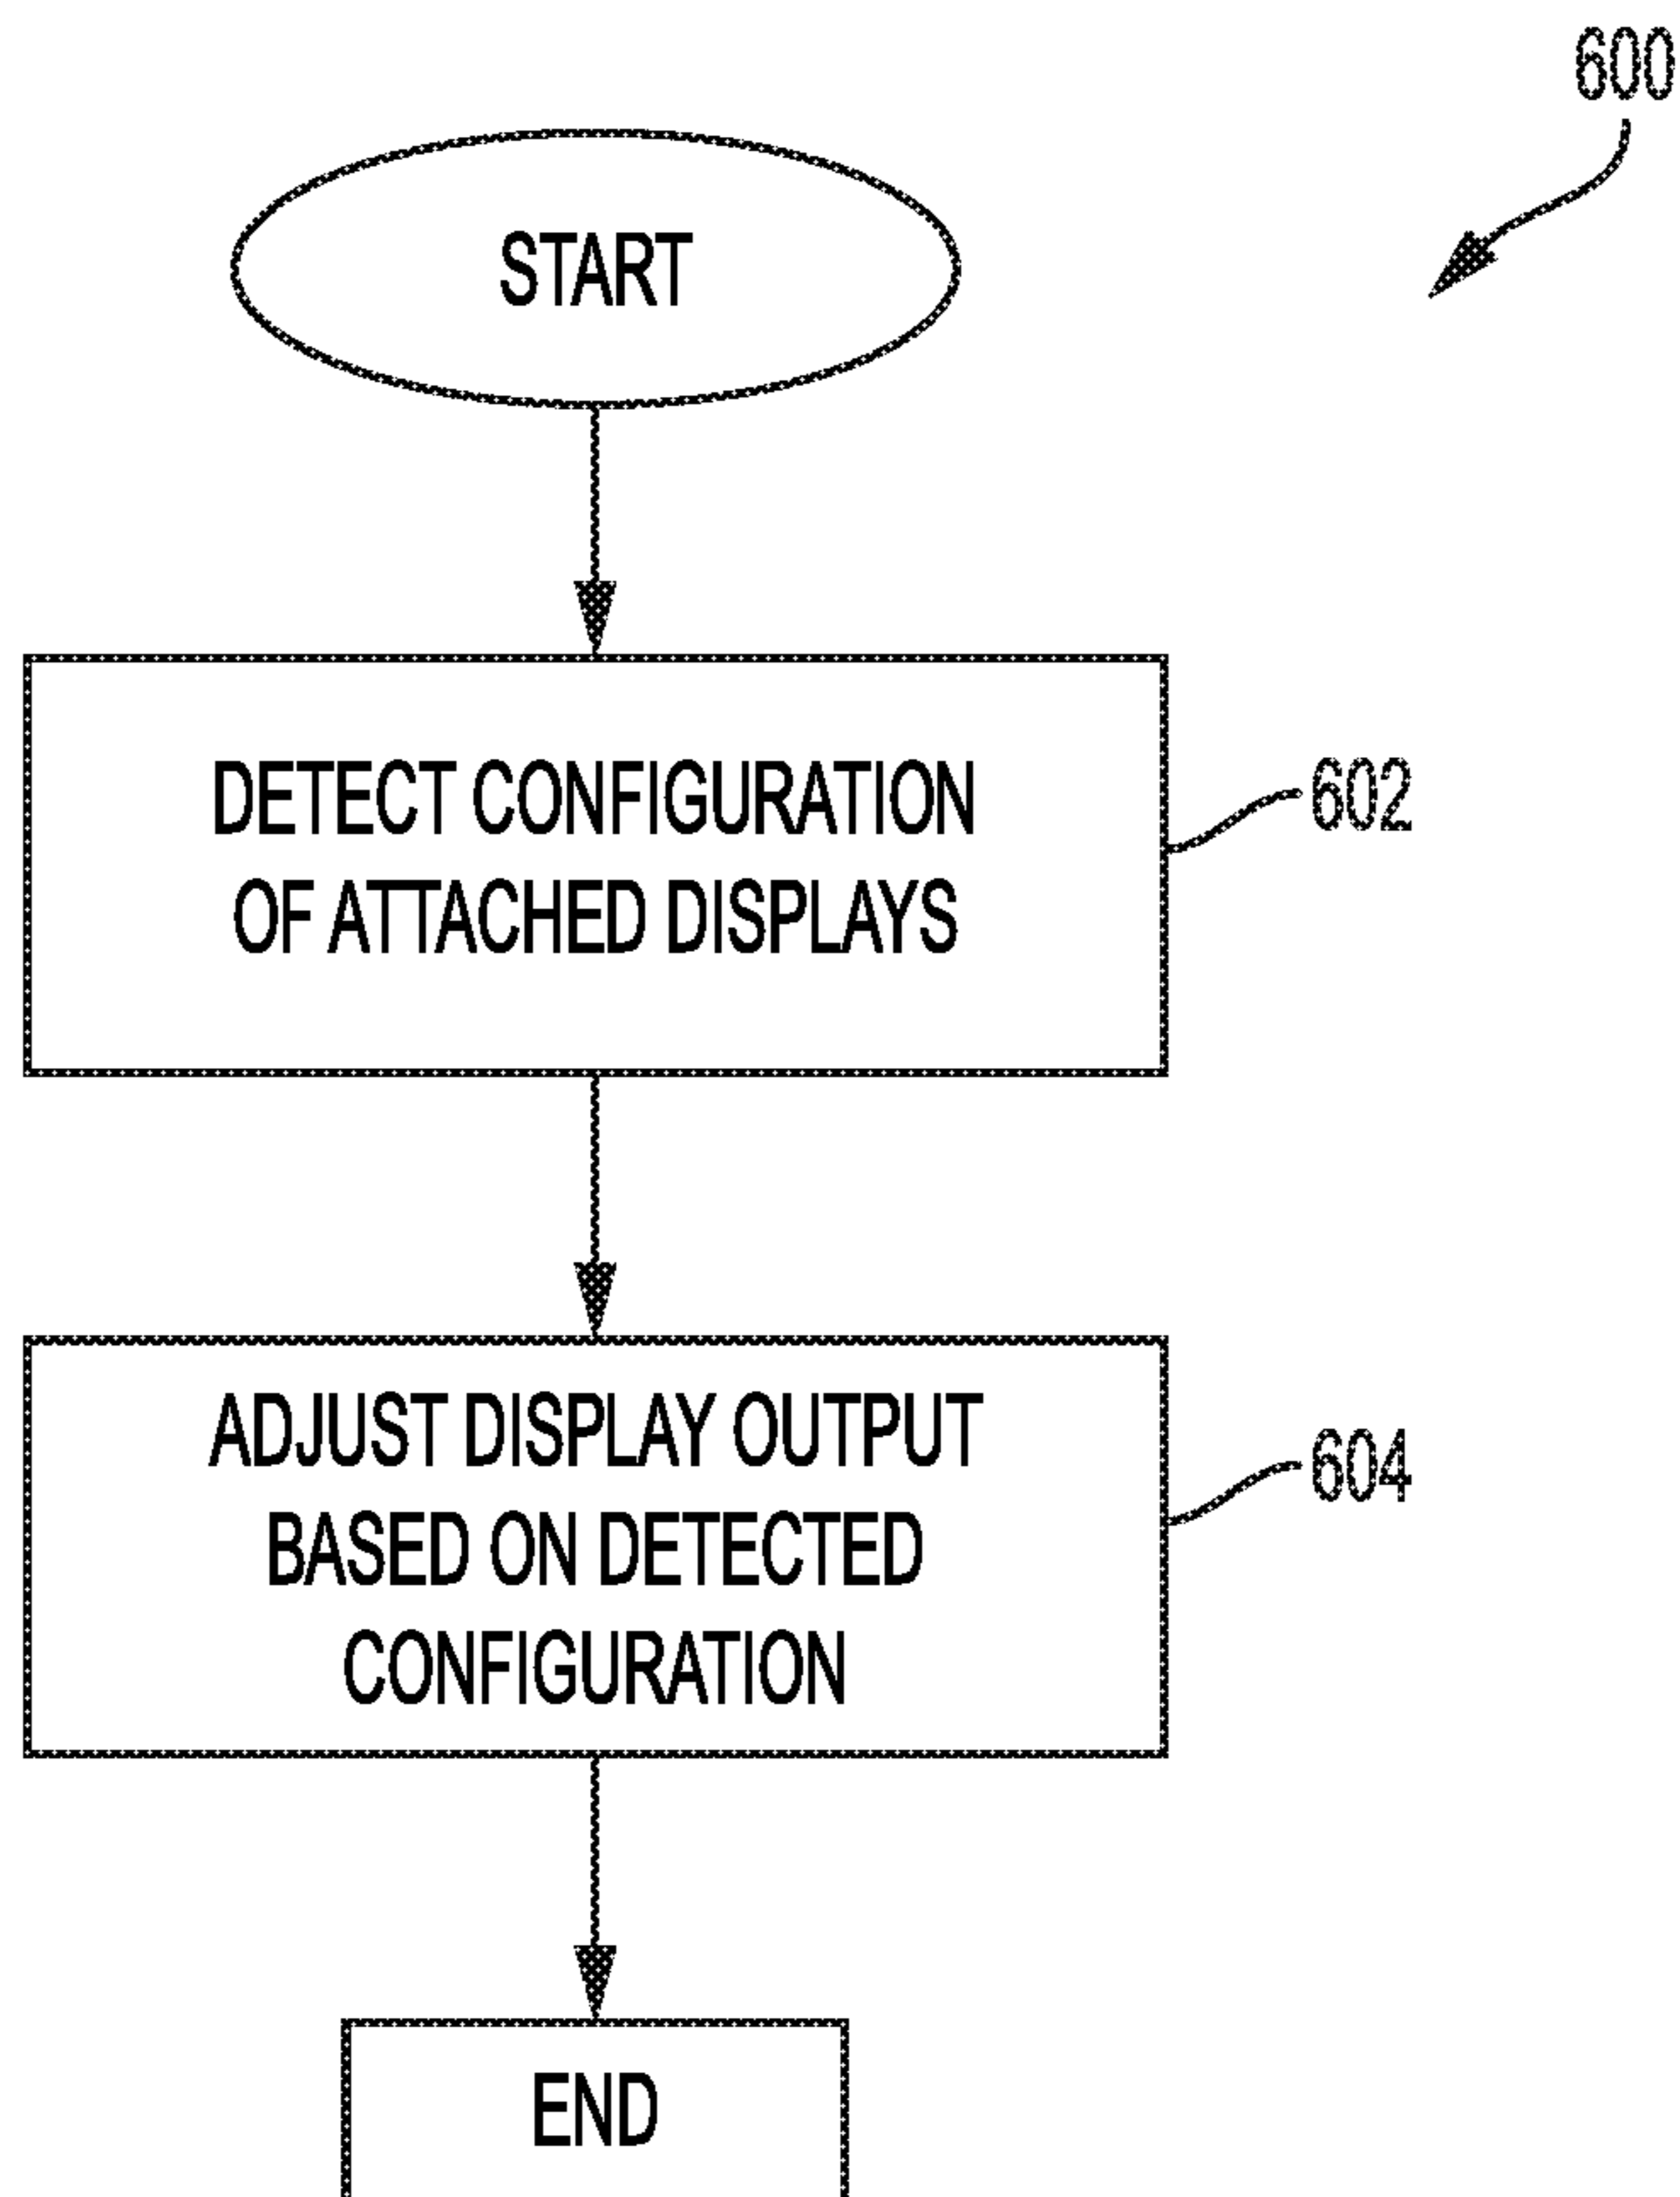 600
START
DETECT CONFIGURATION
OF ATTACHED DISPLAYS
602
ADJUST DISPLAY OUTPUT
BASED ON DETECTED
CONFIGURATION
604
END